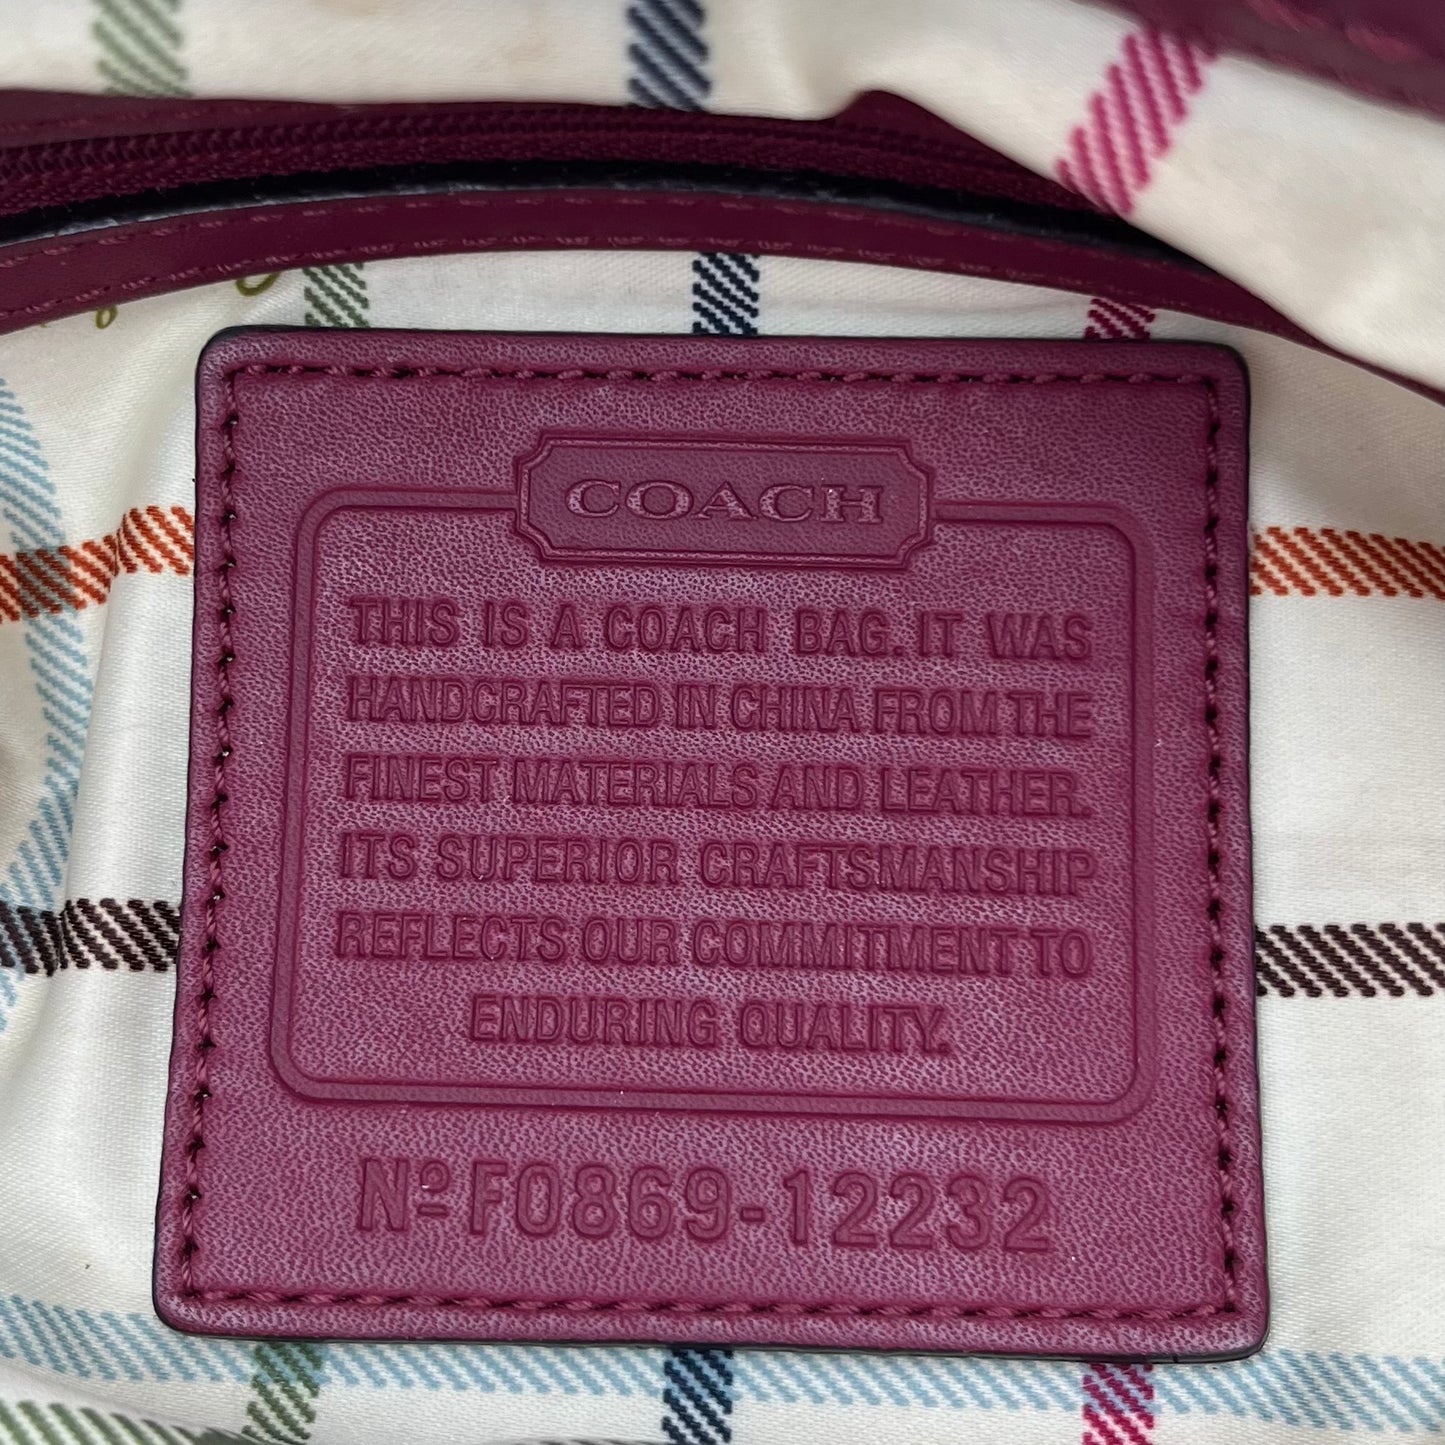 COACH
THIS IS A COACH BAG. IT WAS
HANDCRAFTED IN CHINA FROM THE
FINEST MATERIALS AND LEATHER.
ITS SUPERIOR CRAFTSMANSHIP
REFLECTS OUR COMMITMENT TO
ENDURING QUALITY.
Nº F0869-12232